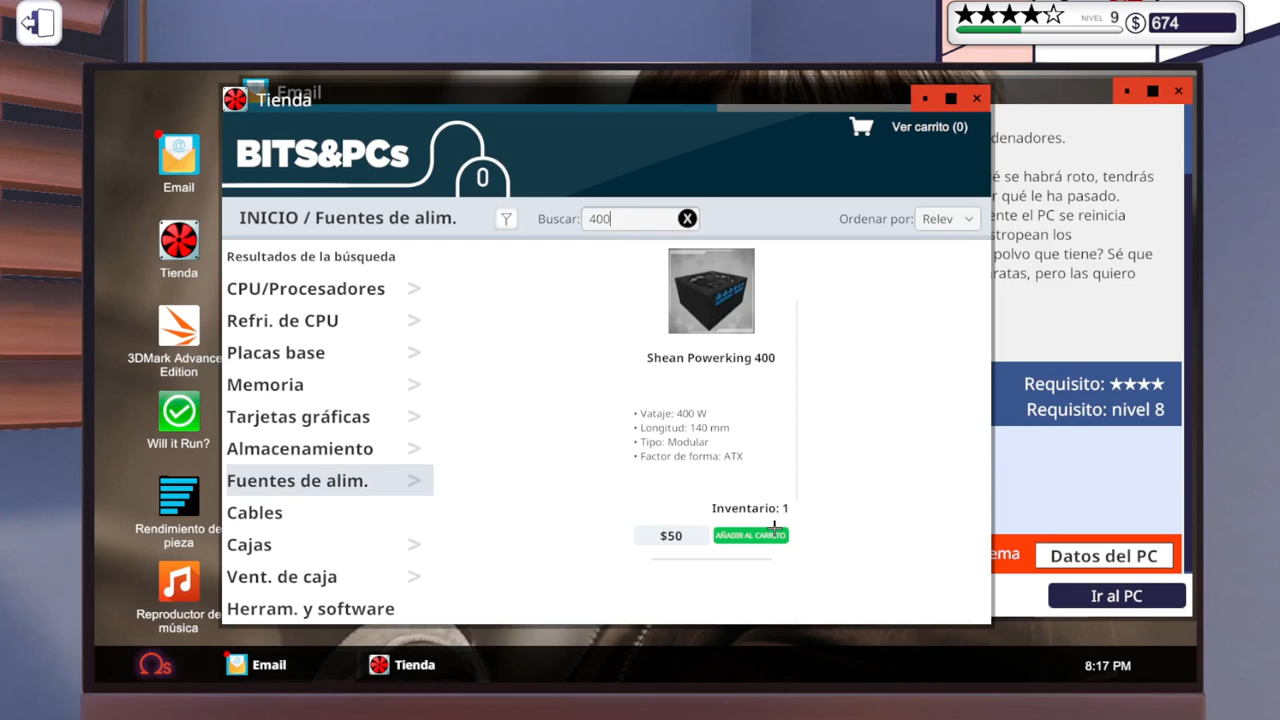 NIVEL 9
$ 674
Email
Tienda
BITS&PCs
Ver carrito (0)
INICIO / Fuentes de alim.
Buscar: 400
Ordenar por: Relev
Resultados de la búsqueda
CPU/Procesadores >
Refri. de CPU >
Placas base >
Memoria >
Tarjetas gráficas >
Almacenamiento >
Fuentes de alim. >
Cables
Cajas >
Vent. de caja >
Herram. y software
Shean Powerking 400
• Vataje: 400 W
• Longitud: 140 mm
• Tipo: Modular
• Factor de forma: ATX
Inventario: 1
$50
AÑADIR AL CARRITO
denadores.
é se habrá roto, tendrás
r qué le ha pasado.
ente el PC se reinicia
stropean los
polvo que tiene? Sé que
aratas, pero las quiero
Requisito: ★★★★
Requisito: nivel 8
ema
Datos del PC
Ir al PC
Email
Tienda
3DMark Advance
Edition
Will it Run?
Rendimiento de
pieza
Reproductor de
música
Ωs
Email
Tienda
8:17 PM